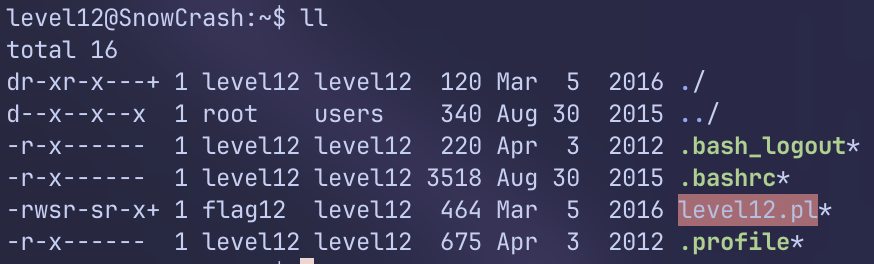 level12@SnowCrash:~$ ll
total 16
dr-xr-x---+ 1 level12 level12  120 Mar  5  2016 ./
d--x--x--x  1 root    users    340 Aug 30  2015 ../
-r-x------  1 level12 level12  220 Apr  3  2012 .bash_logout*
-r-x------  1 level12 level12 3518 Aug 30  2015 .bashrc*
-rwsr-sr-x+ 1 flag12  level12  464 Mar  5  2016 level12.pl*
-r-x------  1 level12 level12  675 Apr  3  2012 .profile*